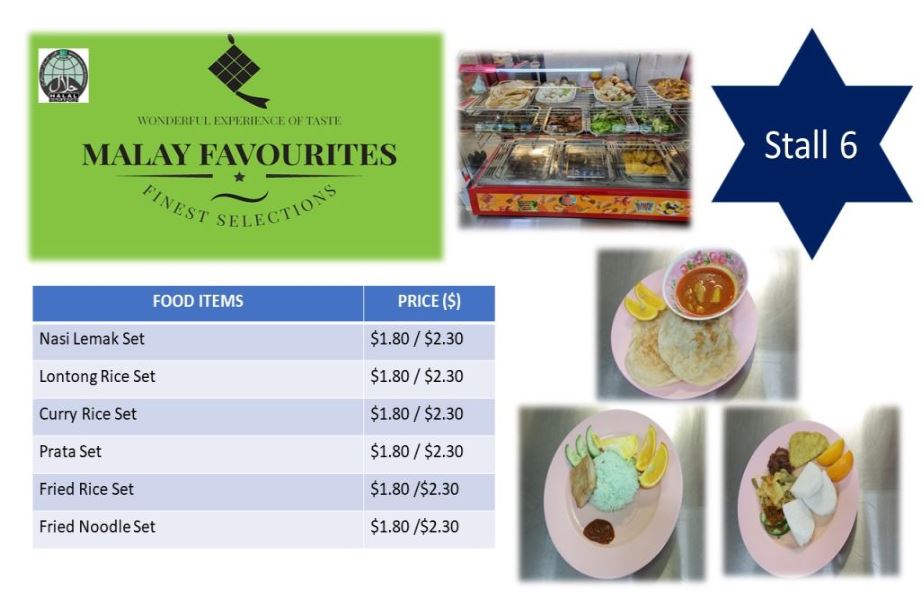 حلال
HALAL
WONDERFUL EXPERIENCE OF TASTE
MALAY FAVOURITES
FINEST SELECTIONS
Stall 6
FOOD ITEMS PRICE ($)
Nasi Lemak Set $1.80 / $2.30
Lontong Rice Set $1.80 / $2.30
Curry Rice Set $1.80 / $2.30
Prata Set $1.80 / $2.30
Fried Rice Set $1.80 /$2.30
Fried Noodle Set $1.80 /$2.30